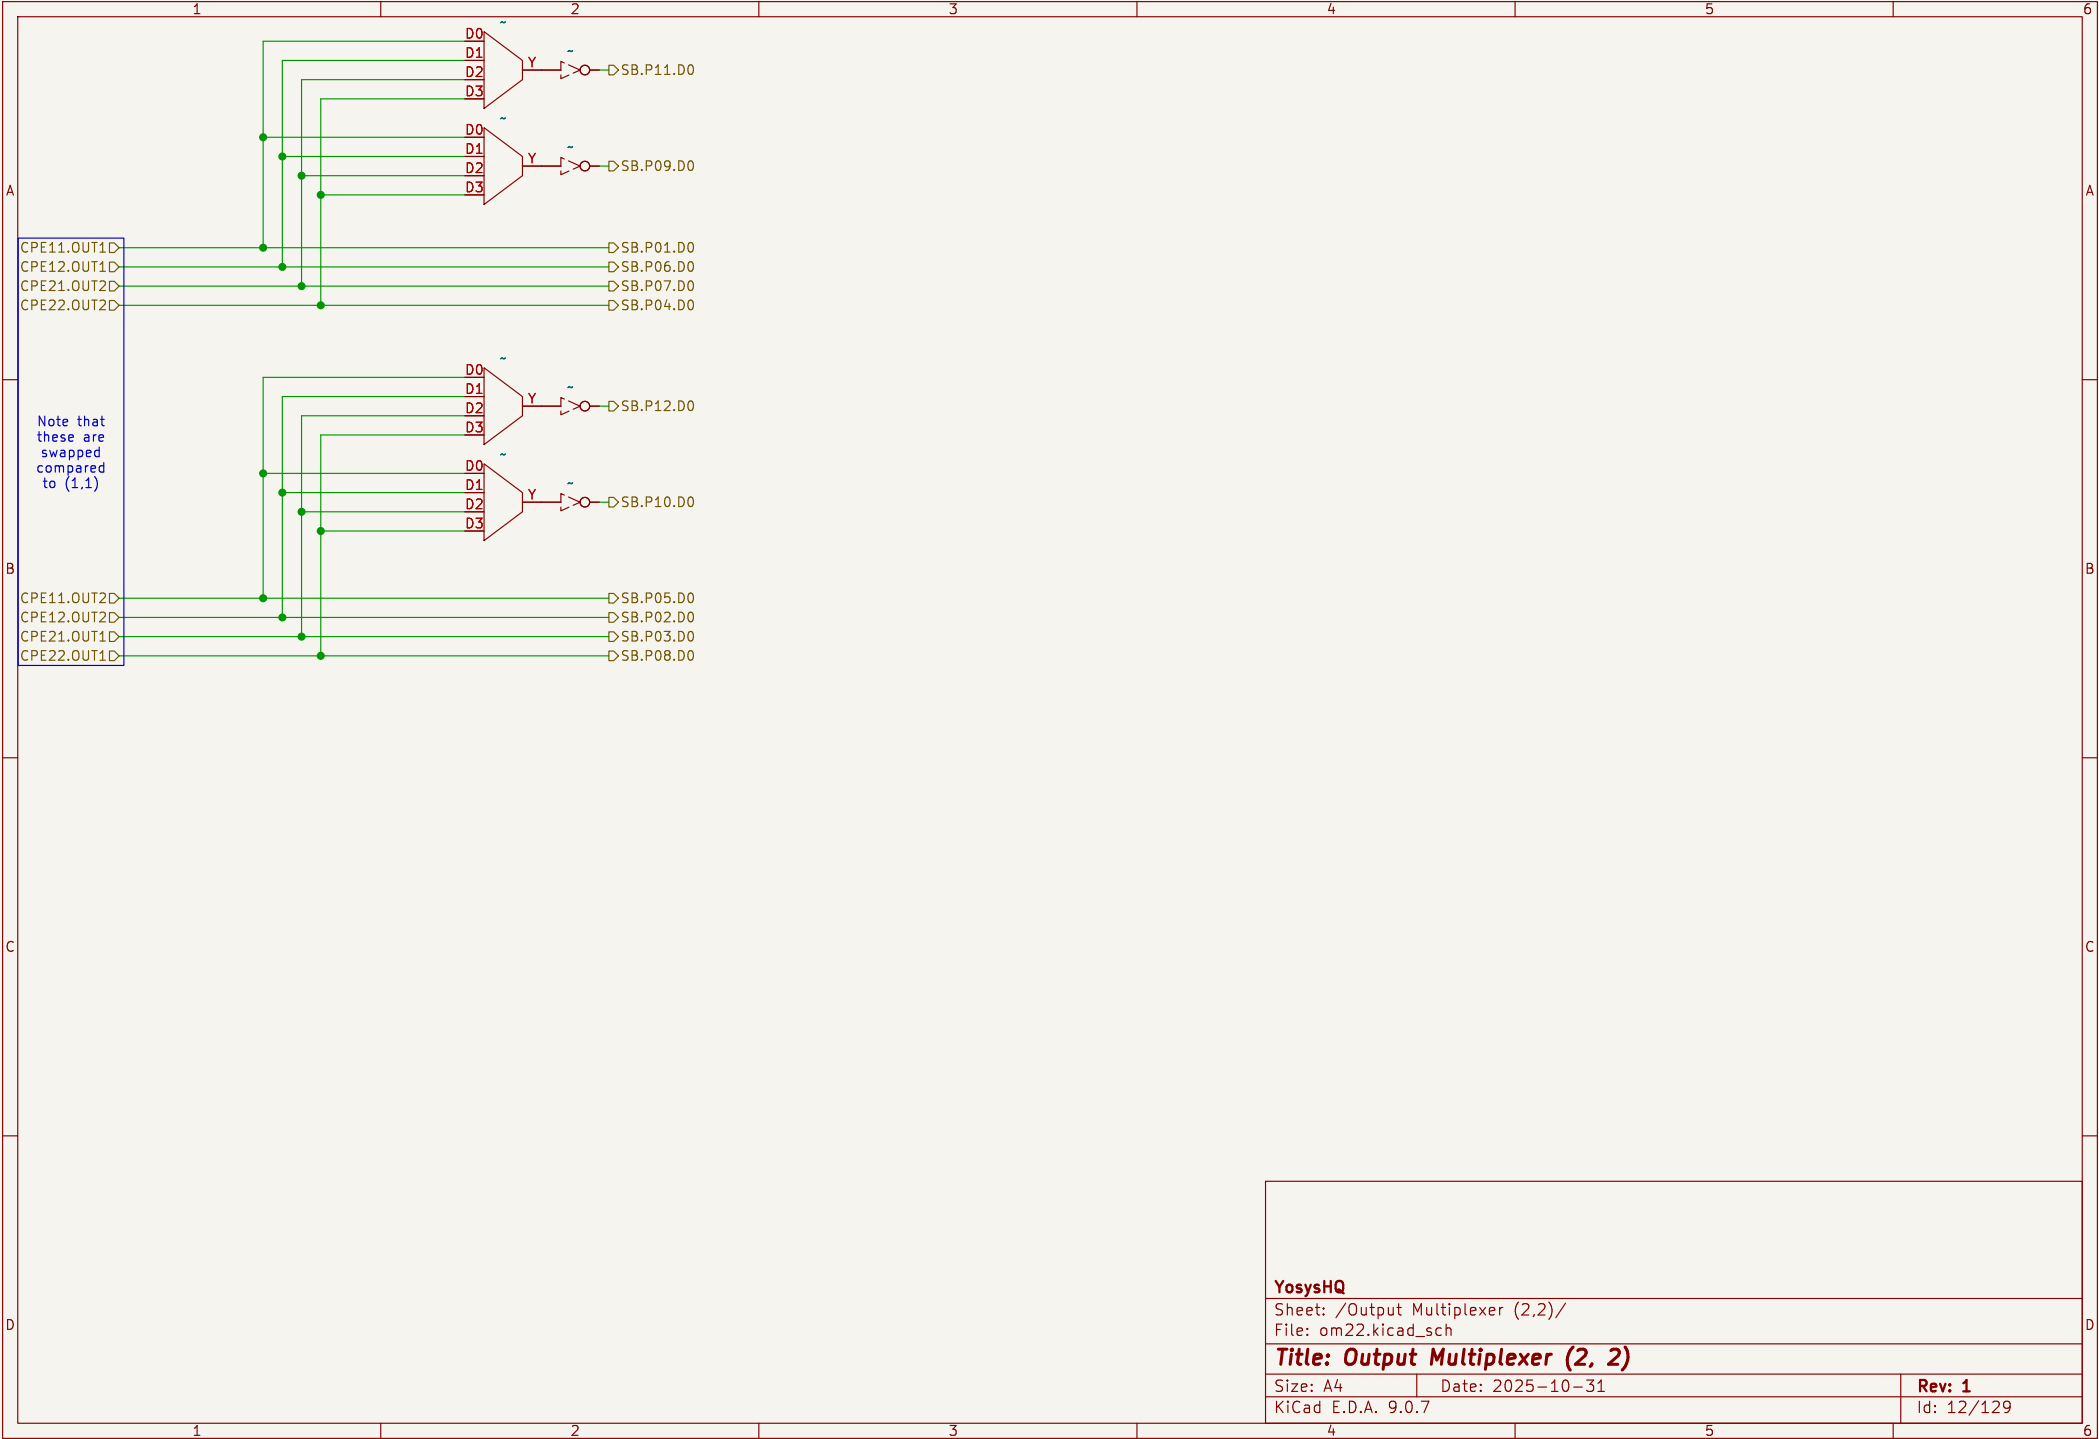 1 2 3 4 5 6
~
D0
D1
D2
D3
Y
~
SB.P11.D0
~
D0
D1
D2
D3
Y
~
SB.P09.D0
A A
CPE11.OUT1 SB.P01.D0
CPE12.OUT1 SB.P06.D0
CPE21.OUT2 SB.P07.D0
CPE22.OUT2 SB.P04.D0
~
D0
D1
D2
D3
Y
~
SB.P12.D0
Note that
these are
swapped
compared
to (1,1)
~
D0
D1
D2
D3
Y
~
SB.P10.D0
B B
CPE11.OUT2 SB.P05.D0
CPE12.OUT2 SB.P02.D0
CPE21.OUT1 SB.P03.D0
CPE22.OUT1 SB.P08.D0
C C
YosysHQ
Sheet: /Output Multiplexer (2,2)/
File: om22.kicad_sch
D D
Title: Output Multiplexer (2, 2)
Size: A4 Date: 2025-10-31 Rev: 1
KiCad E.D.A. 9.0.7 Id: 12/129
1 2 3 4 5 6